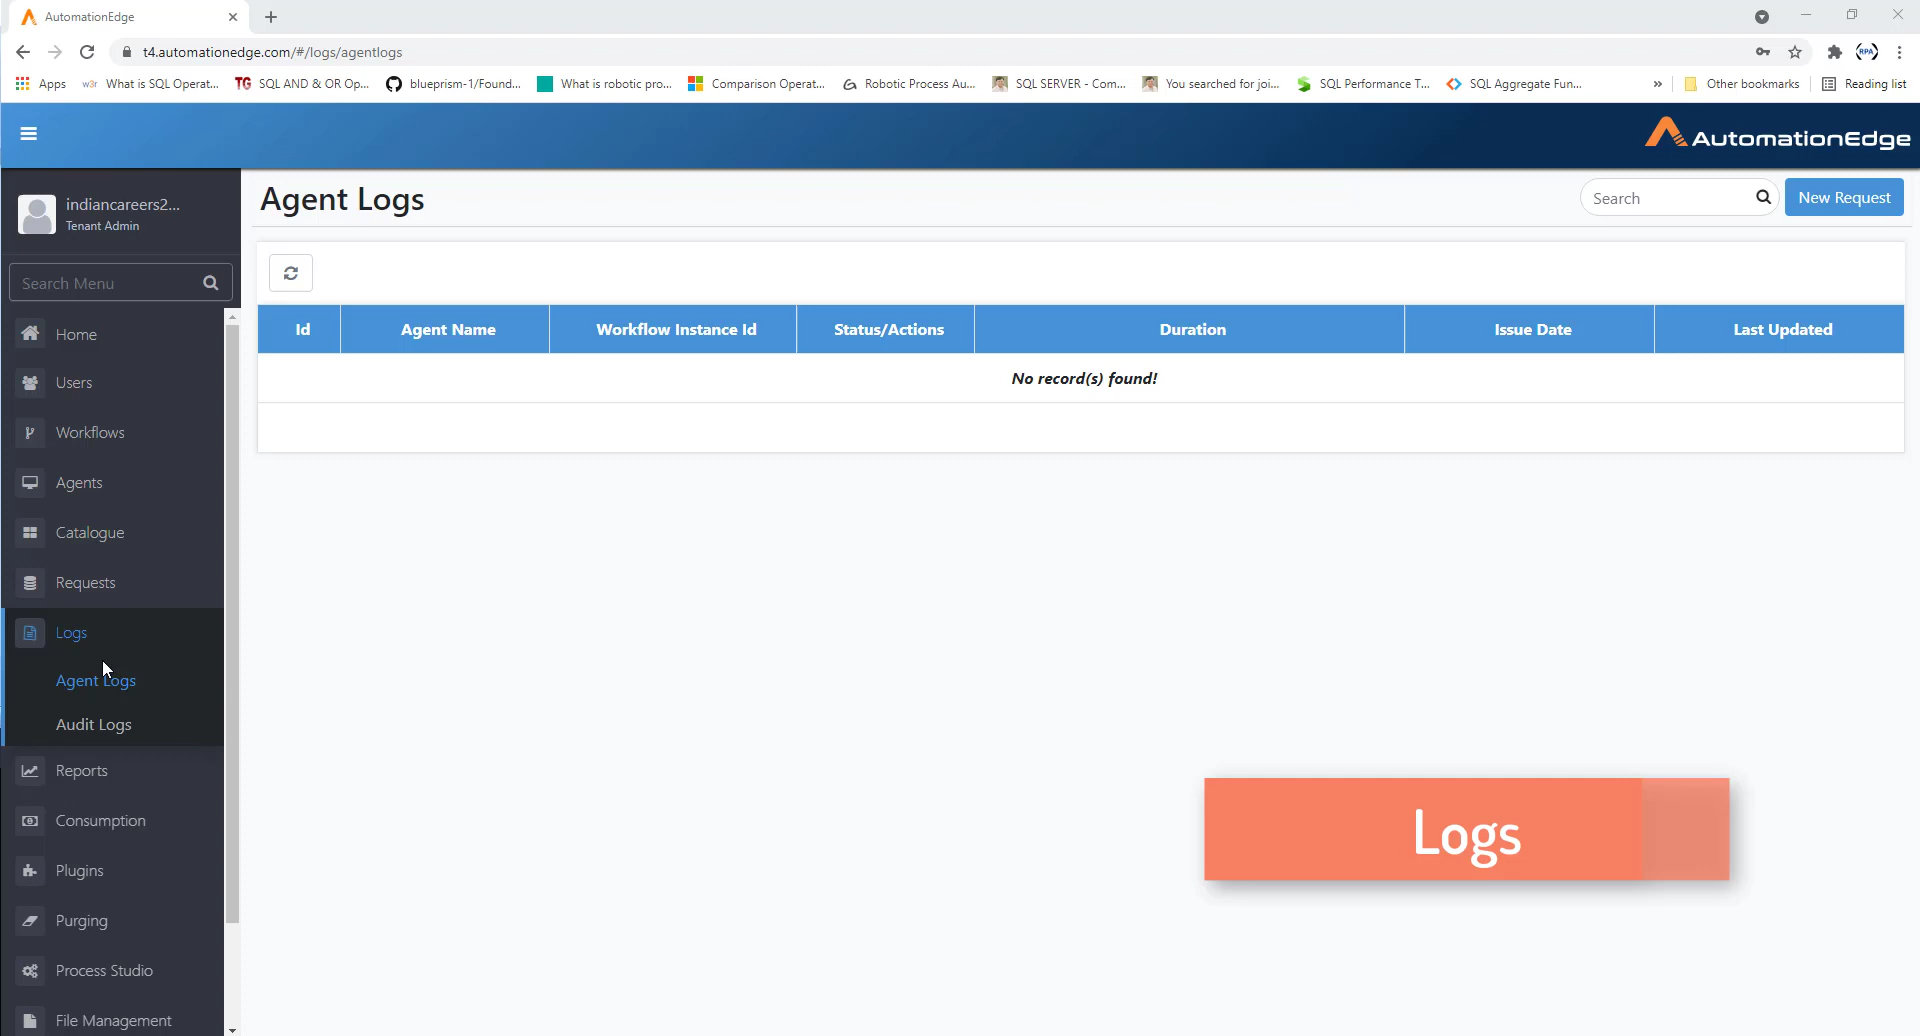 AutomationEdge
t4.automationedge.com/#/logs/agentlogs
RPA
Apps
w3r What is SQL Operat...
TG SQL AND & OR Op...
blueprism-1/Found...
What is robotic pro...
Comparison Operat...
Robotic Process Au...
SQL SERVER - Com...
You searched for joi...
SQL Performance T...
SQL Aggregate Fun...
»
Other bookmarks
Reading list
AutomationEdge
indiancareers2...
Tenant Admin
Agent Logs
Search
New Request
Search Menu
Id Agent Name Workflow Instance Id Status/Actions Duration Issue Date Last Updated
No record(s) found!
Home
Users
Workflows
Agents
Catalogue
Requests
Logs
Agent Logs
Audit Logs
Reports
Consumption
Plugins
Purging
Process Studio
File Management
Logs